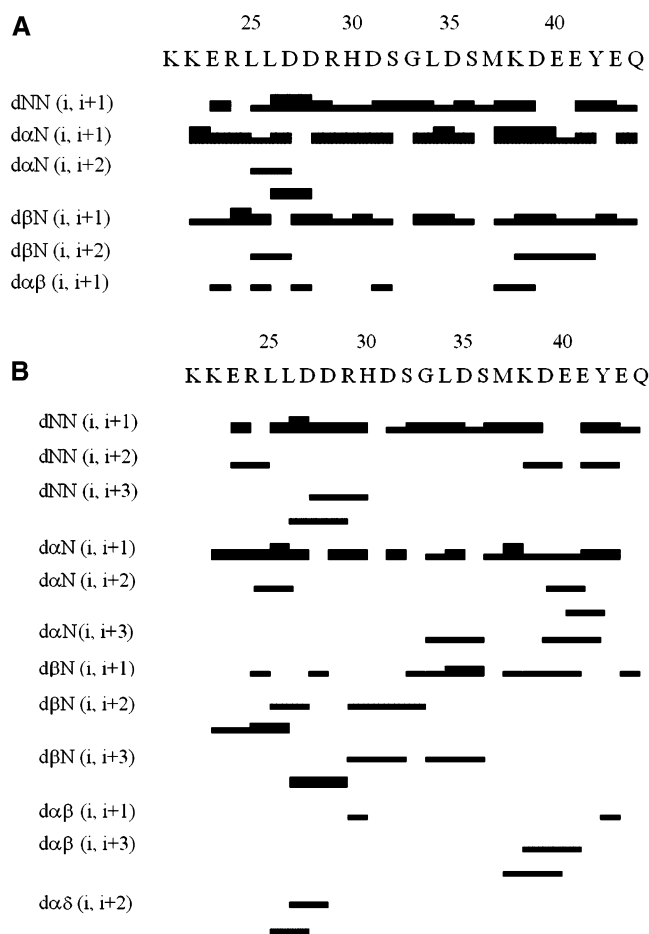 A
25 30 35 40
K K E R L L D D R H D S G L D S M K D E E Y E Q
dNN (i, i+1)
dαN (i, i+1)
dαN (i, i+2)
dβN (i, i+1)
dβN (i, i+2)
dαβ (i, i+1)
25 30 35 40
B K K E R L L D D R H D S G L D S M K D E E Y E Q
dNN (i, i+1)
dNN (i, i+2)
dNN (i, i+3)
dαN (i, i+1)
dαN (i, i+2)
dαN(i, i+3)
dβN (i, i+1)
dβN (i, i+2)
dβN (i, i+3)
dαβ (i, i+1)
dαβ (i, i+3)
dαδ (i, i+2)